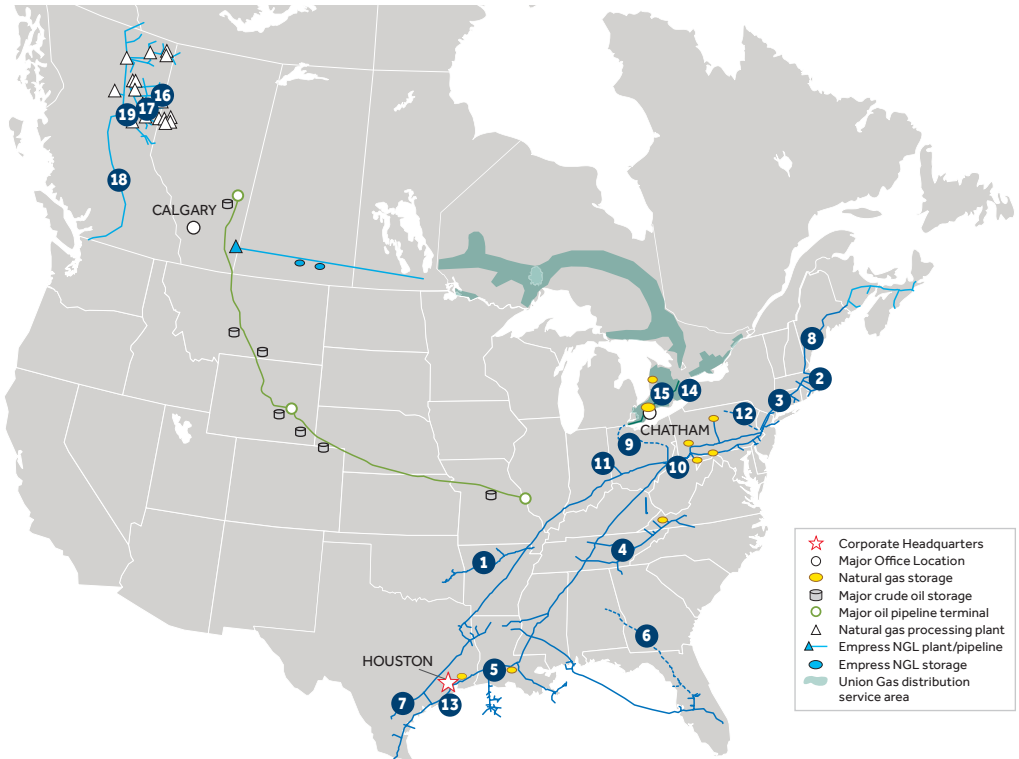 16
17
19
18
CALGARY
8
2
15
14
3
12
CHATHAM
9
11
10
4
1
6
HOUSTON
5
7
13
Corporate Headquarters
Major Office Location
Natural gas storage
Major crude oil storage
Major oil pipeline terminal
Natural gas processing plant
Empress NGL plant/pipeline
Empress NGL storage
Union Gas distribution
service area